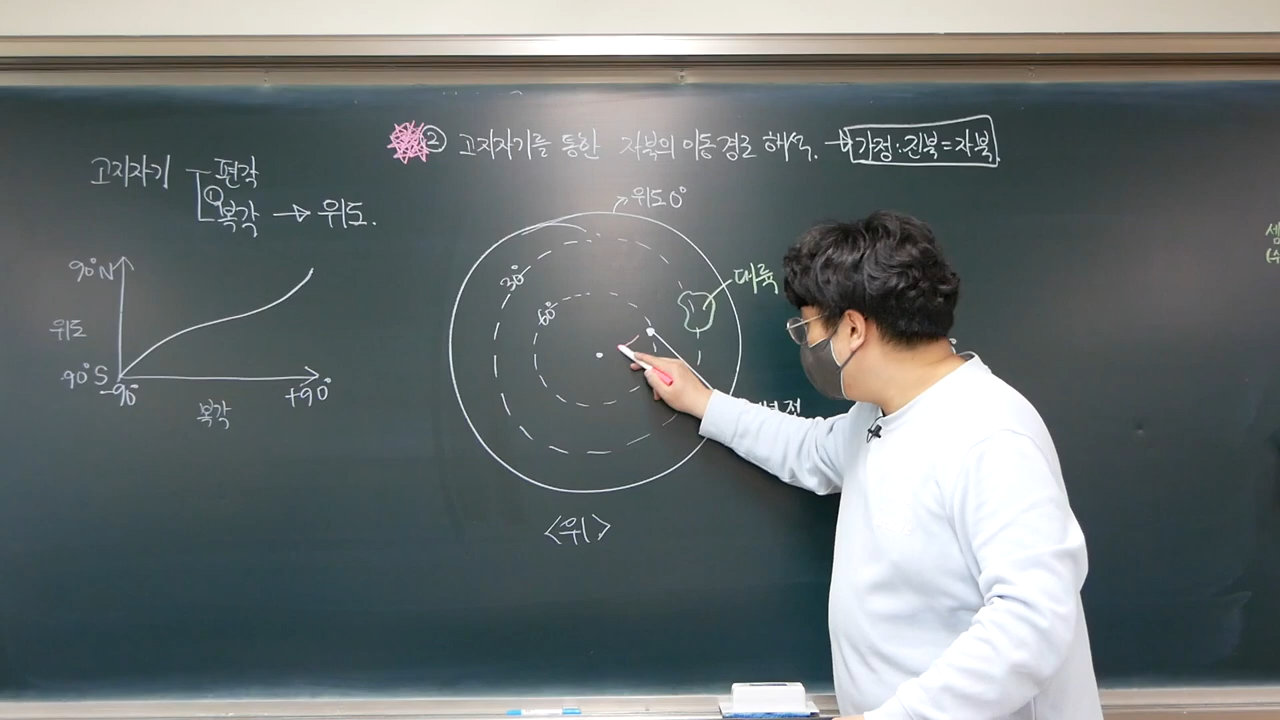 ② 고지자기를 통한 자북의 이동경로 해석. → 가정: 진북 = 자북
고지자기
편각
① 복각 → 위도.
90°N
위도
-90°S
-90°
복각
+90°
위도 0°
30°
60°
대륙
<위>